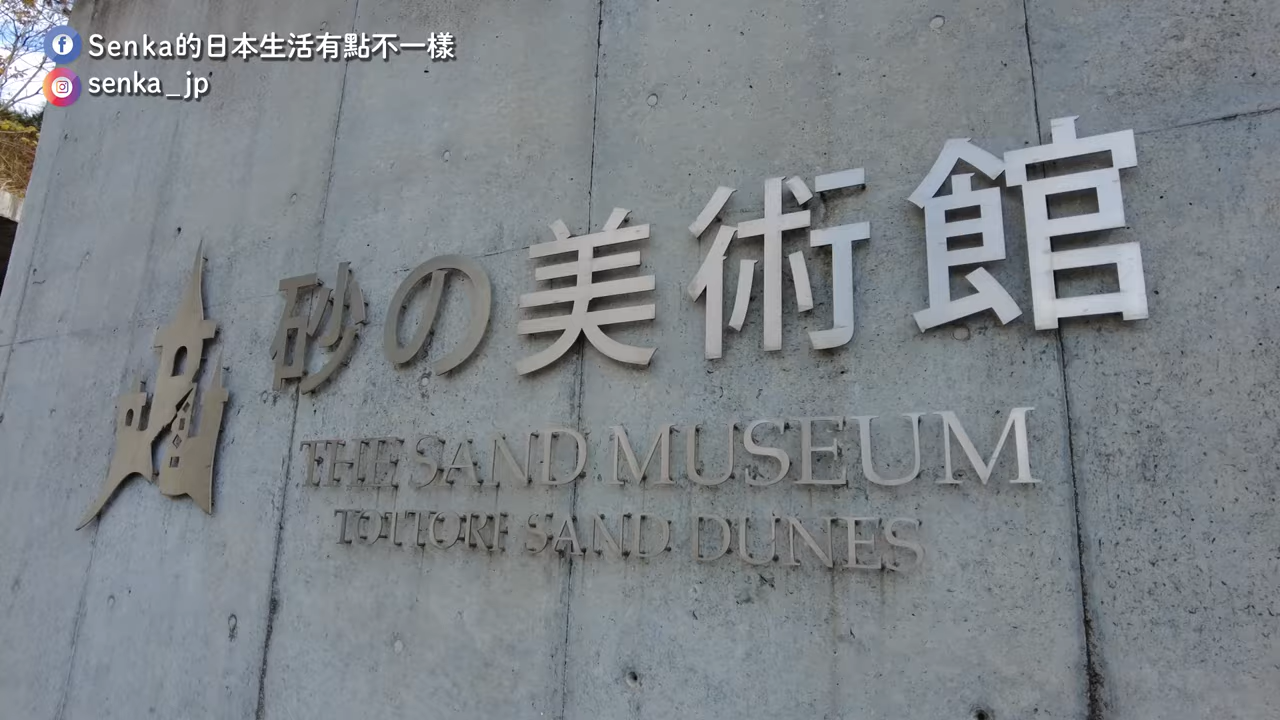 Senka的日本生活有點不一樣
senka_jp
砂の美術館
THE SAND MUSEUM
TOTTORI SAND DUNES